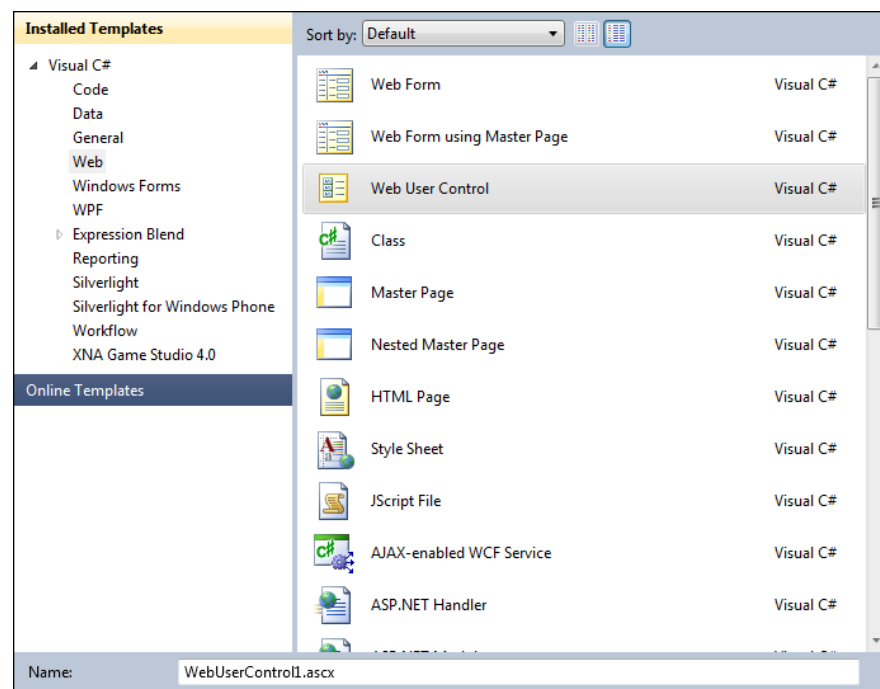 Installed Templates
Visual C#
Code
Data
General
Web
Windows Forms
WPF
Expression Blend
Reporting
Silverlight
Silverlight for Windows Phone
Workflow
XNA Game Studio 4.0
Online Templates
Sort by: Default
Web Form Visual C#
Web Form using Master Page Visual C#
Web User Control Visual C#
Class Visual C#
Master Page Visual C#
Nested Master Page Visual C#
HTML Page Visual C#
Style Sheet Visual C#
JScript File Visual C#
AJAX-enabled WCF Service Visual C#
ASP.NET Handler Visual C#
Name: WebUserControl1.ascx